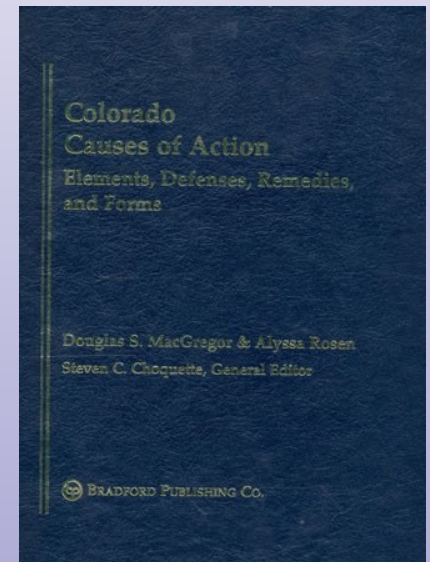 Colorado
Causes of Action
Elements, Defenses, Remedies,
and Forms
Douglas S. MacGregor & Alyssa Rosen
Steven C. Choquette, General Editor
BRADFORD PUBLISHING CO.